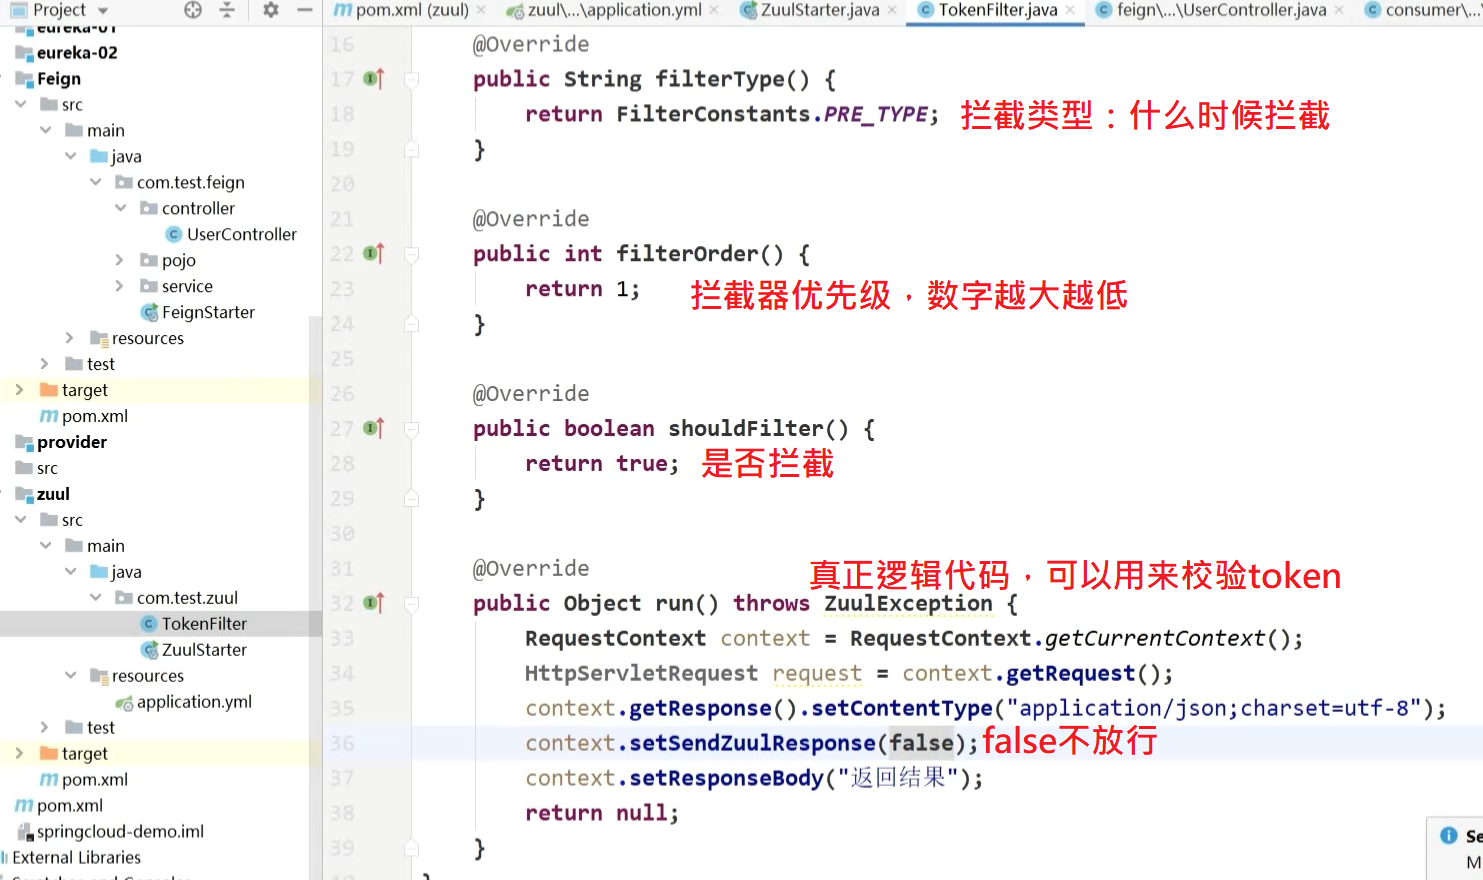 Project
pom.xml (zuul)
zuul\...\application.yml
ZuulStarter.java
TokenFilter.java
feign\...\UserController.java
consumer\...
eureka-01
eureka-02
Feign
src
main
java
com.test.feign
controller
UserController
pojo
service
FeignStarter
resources
test
target
pom.xml
provider
src
zuul
src
main
java
com.test.zuul
TokenFilter
ZuulStarter
resources
application.yml
test
target
pom.xml
pom.xml
springcloud-demo.iml
External Libraries
16 @Override
17 public String filterType() {
18 return FilterConstants.PRE_TYPE; 拦截类型：什么时候拦截
19 }
20
21 @Override
22 public int filterOrder() {
23 return 1; 拦截器优先级，数字越大越低
24 }
25
26 @Override
27 public boolean shouldFilter() {
28 return true; 是否拦截
29 }
30
31 @Override
真正逻辑代码，可以用来校验token
32 public Object run() throws ZuulException {
33 RequestContext context = RequestContext.getCurrentContext();
34 HttpServletRequest request = context.getRequest();
35 context.getResponse().setContentType("application/json;charset=utf-8");
36 context.setSendZuulResponse(false); false不放行
37 context.setResponseBody("返回结果");
38 return null;
39 }
Se
M